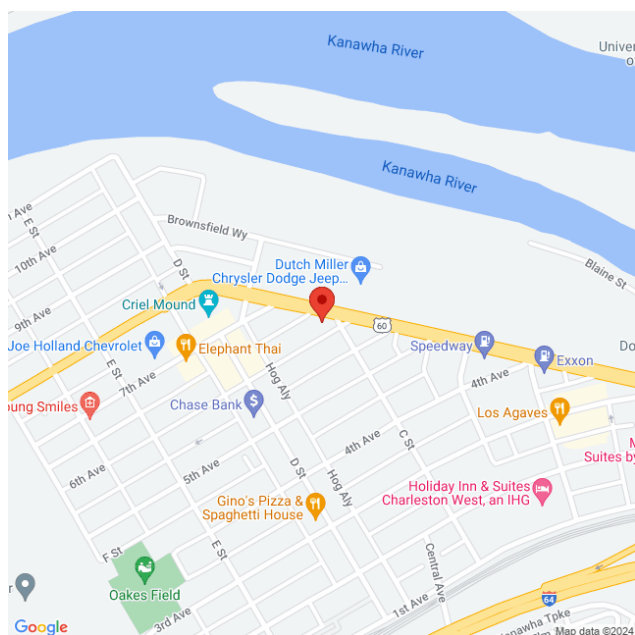 Kanawha River
Univer
o
Kanawha River
Brownsfield Wy
10th Ave
E St
D St
Blaine St
Dutch Miller
Chrysler Dodge Jeep...
Criel Mound
9th Ave
60
Do
Joe Holland Chevrolet
Elephant Thai
Speedway
Exxon
E St
7th Ave
Hog Aly
4th Ave
oung Smiles
Chase Bank
$
Los Agaves
C St
4th Ave
M
Suites by
6th Ave
5th Ave
D St
Hog Aly
Holiday Inn & Suites
Charleston West, an IHG
Gino's Pizza &
Spaghetti House
F St
E St
Central Ave
r
Oakes Field
1st Ave
64
3rd Ave
Kanawha Tpke
Google
Map data ©2024